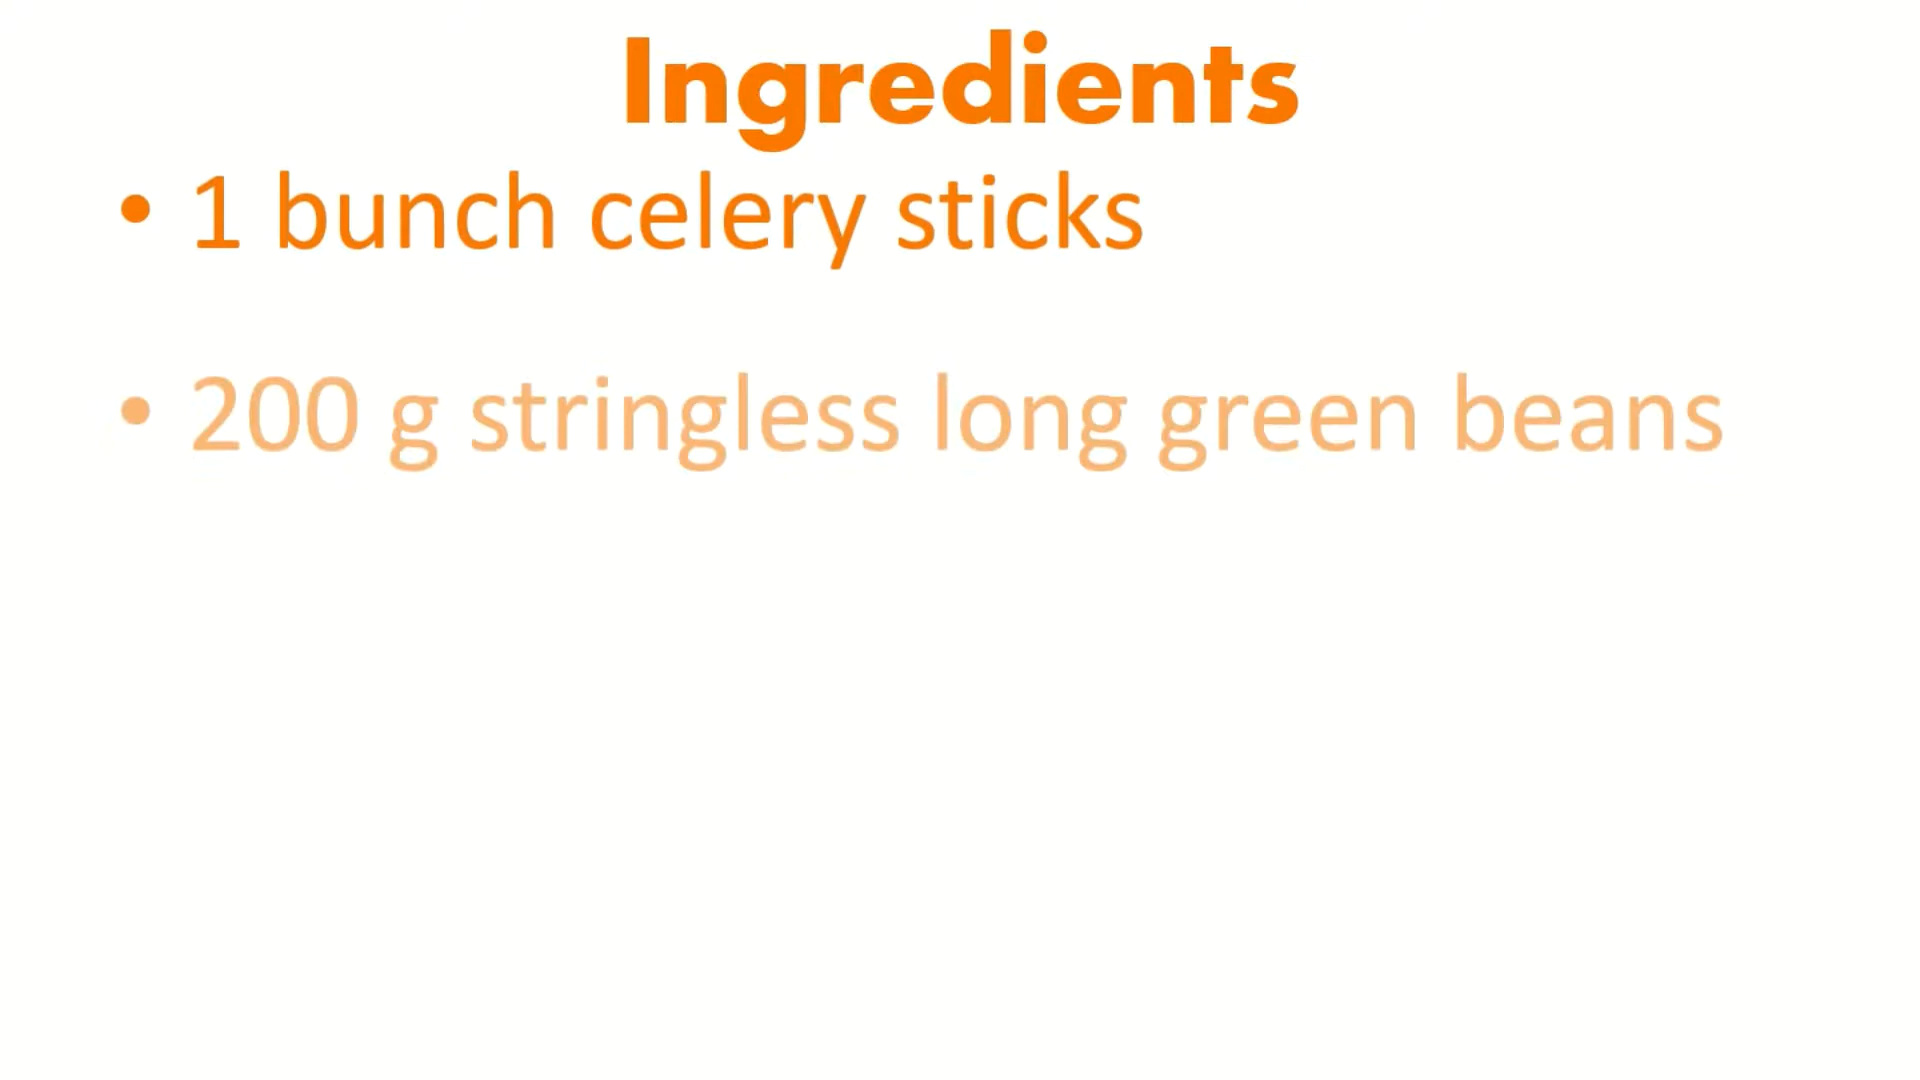 Ingredients
• 1 bunch celery sticks
• 200 g stringless long green beans